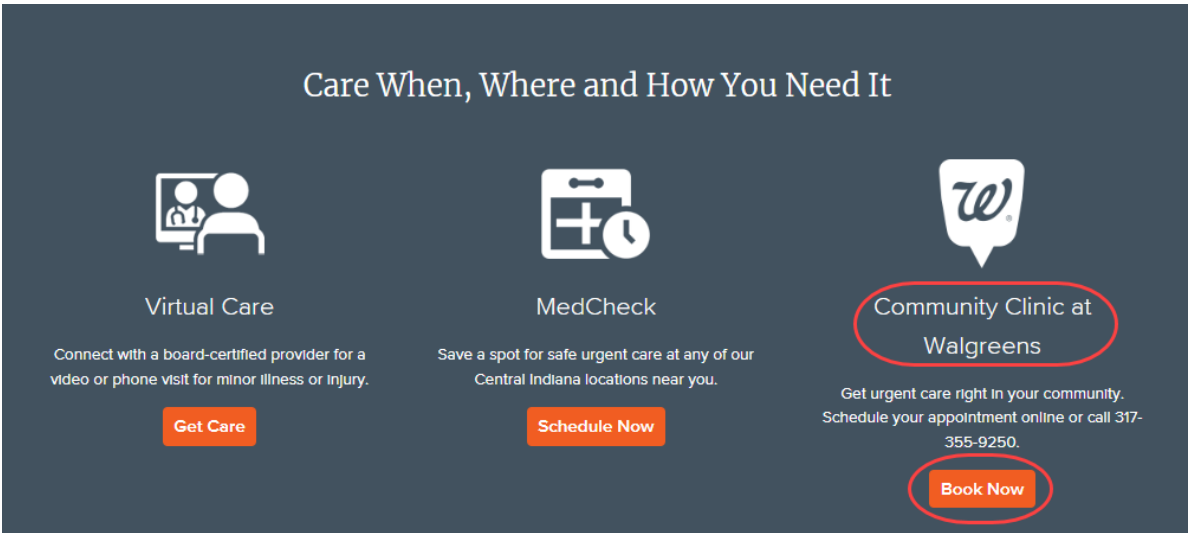 Care When, Where and How You Need It
Virtual Care
Connect with a board-certified provider for a
video or phone visit for minor illness or injury.
Get Care
MedCheck
Save a spot for safe urgent care at any of our
Central Indiana locations near you.
Schedule Now
W
Community Clinic at
Walgreens
Get urgent care right in your community.
Schedule your appointment online or call 317-
355-9250.
Book Now